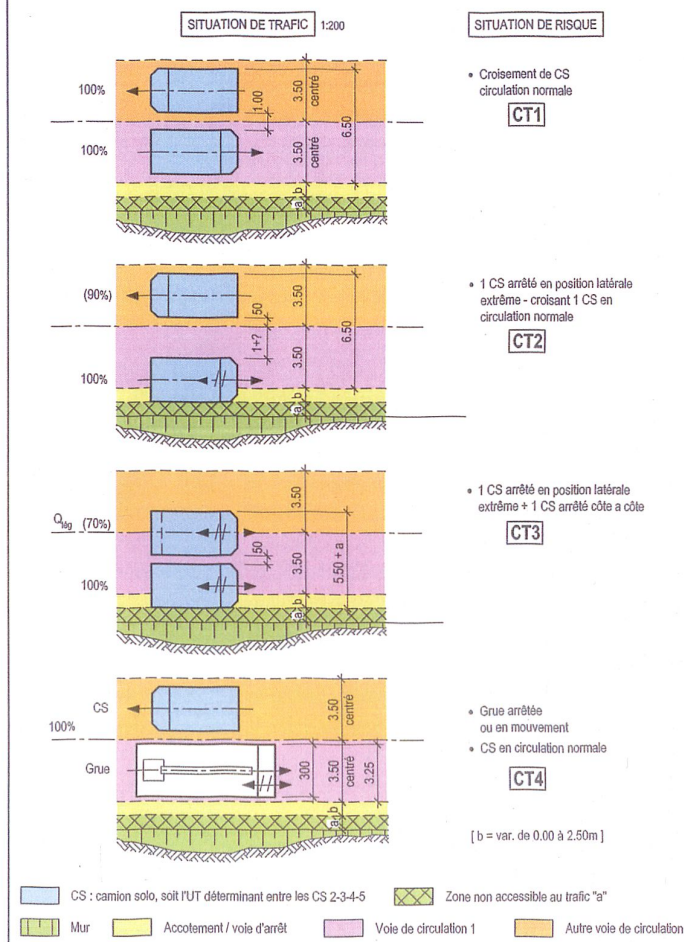 SITUATION DE TRAFIC 1:200
SITUATION DE RISQUE
100%
100%
1.00
3.50
centré
3.50
centré
6.50
b
a
• Croisement de CS
circulation normale
CT1
(90%)
100%
50
1+?
3.50
6.50
b
a
• 1 CS arrêté en position latérale
extrême - croisant 1 CS en
circulation normale
CT2
Qlég (70%)
100%
50
3.50
3.50
5.50 + a
b
a
• 1 CS arrêté en position latérale
extrême + 1 CS arrêté côte a côte
CT3
CS
100%
Grue
300
3.50
centré
3.50
centré
3.25
b
a
• Grue arrêtée
ou en mouvement
• CS en circulation normale
CT4
[ b = var. de 0.00 à 2.50m ]
CS : camion solo, soit l'UT déterminant entre les CS 2-3-4-5
Zone non accessible au trafic "a"
Mur
Accotement / voie d'arrêt
Voie de circulation 1
Autre voie de circulation